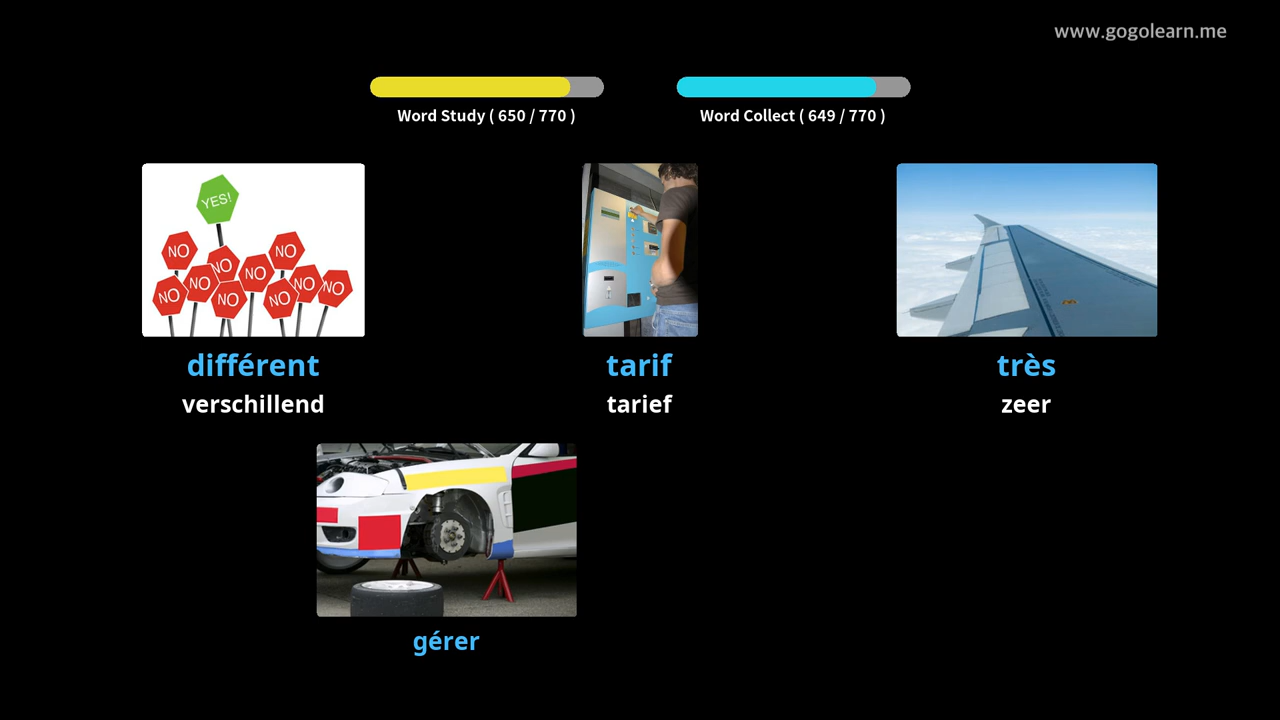 www.gogolearn.me
Word Study ( 650 / 770 )
Word Collect ( 649 / 770 )
YES!
NO
NO
NO
NO
NO
NO
NO
NO
NO
NO
différent
verschillend
tarif
tarief
très
zeer
gérer